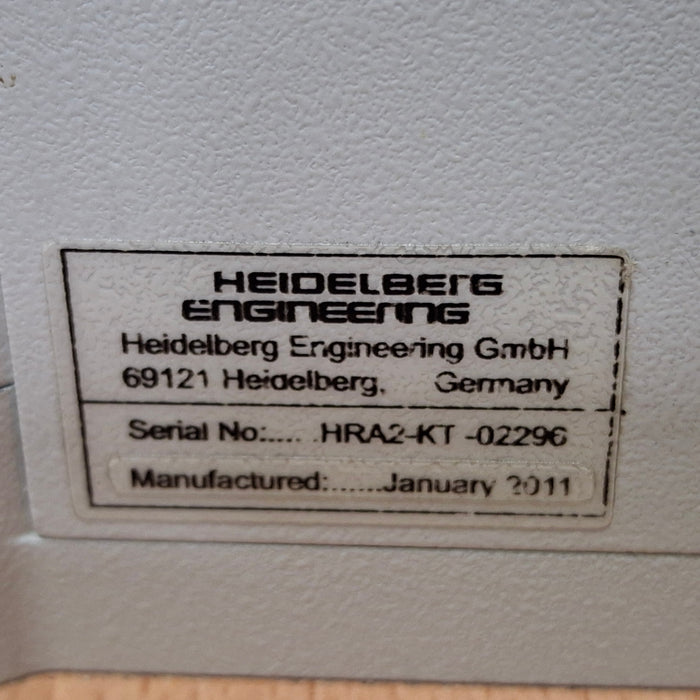 HEIDELBERG
ENGINEERING
Heidelberg Engineering GmbH
69121 Heidelberg, Germany
Serial No:.... .HRA2-KT -02296
Manufactured:......January 2011